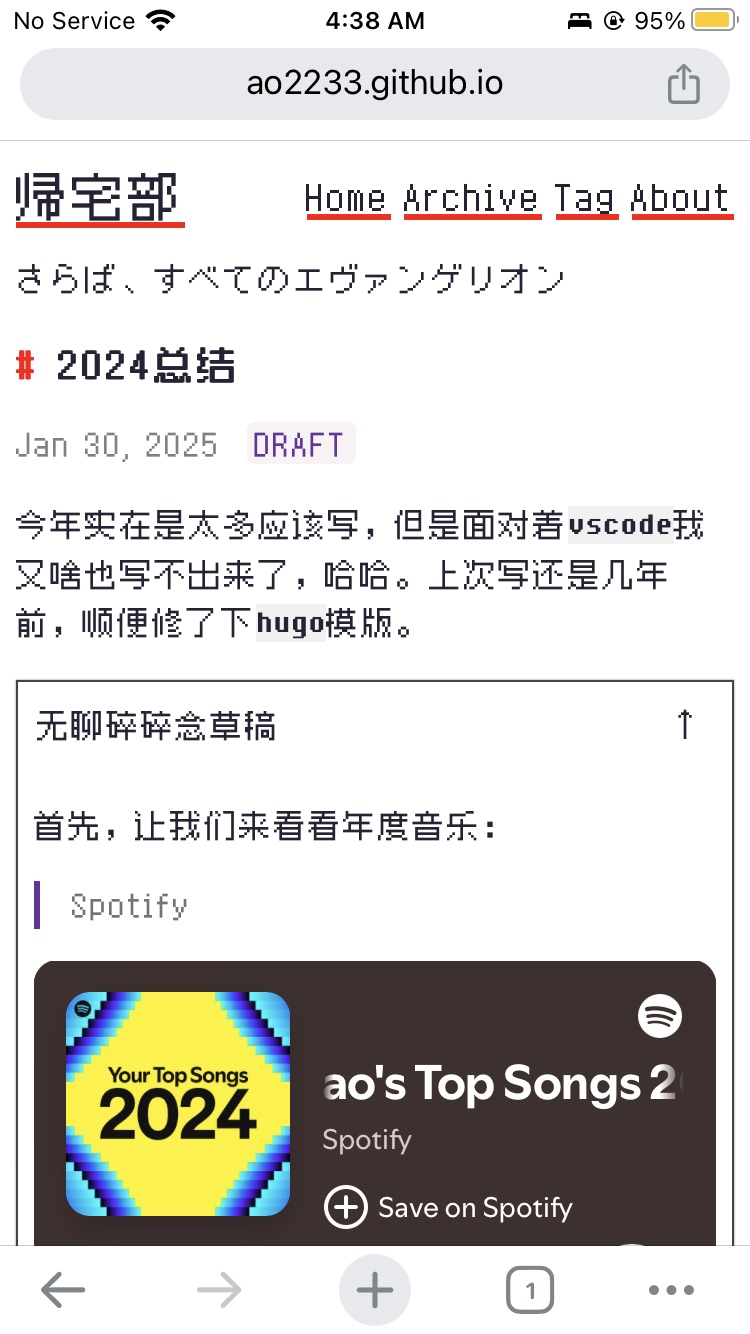 No Service 4:38 AM 95%
ao2233.github.io
帰宅部 Home Archive Tag About
さらば、すべてのエヴァンゲリオン
# 2024总结
Jan 30, 2025 DRAFT
今年实在是太多应该写，但是面对着vscode我
又啥也写不出来了，哈哈。上次写还是几年
前，顺便修了下hugo模版。
无聊碎碎念草稿 ↑
首先，让我们来看看年度音乐：
Spotify
Your Top Songs
2024
ao's Top Songs 2
Spotify
Save on Spotify
1